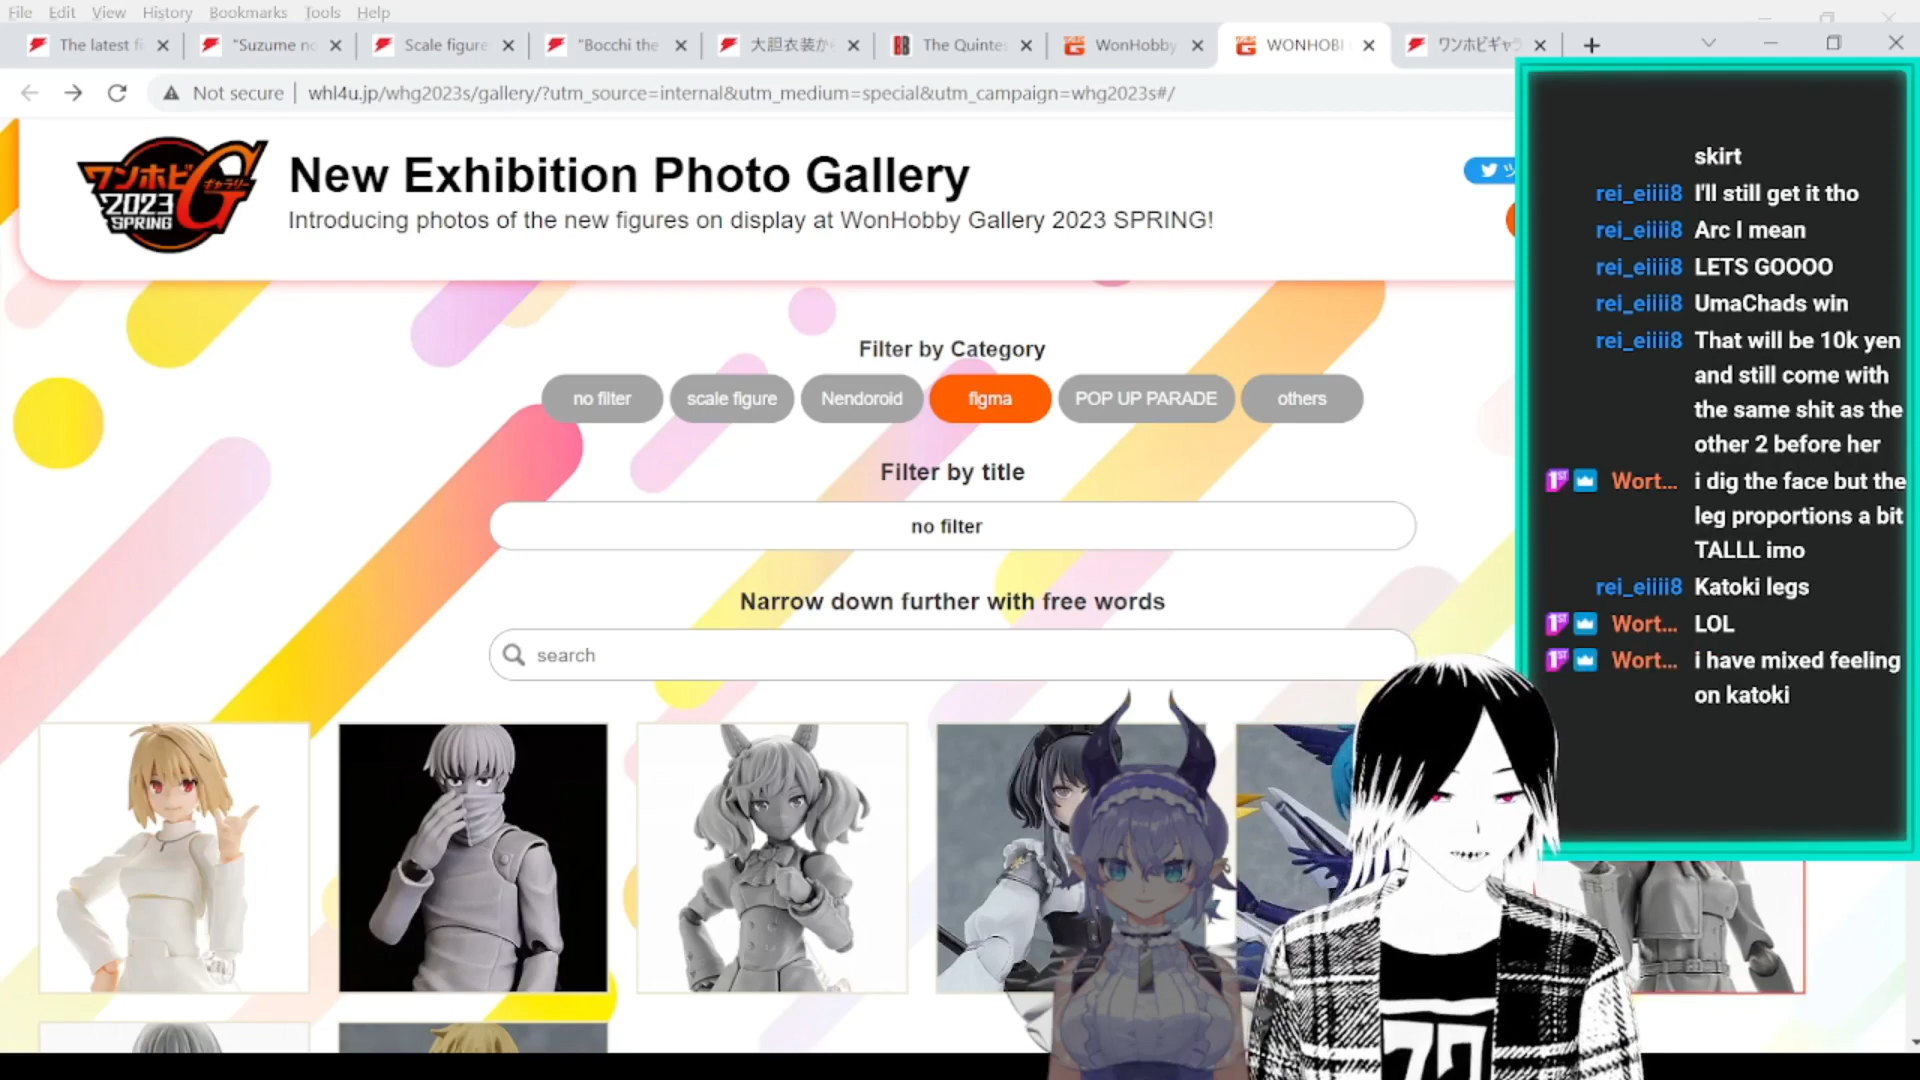 File Edit View History Bookmarks Tools Help
The latest fi
"Suzume no
Scale figure
"Bocchi the
大胆衣装から
The Quintes
WonHobby
WONHOBI
ワンホビギャラ
Not secure
whl4u.jp/whg2023s/gallery/?utm_source=internal&utm_medium=special&utm_campaign=whg2023s#/
ワンホビ
ギャラリー
G
2023
SPRING
New Exhibition Photo Gallery
Introducing photos of the new figures on display at WonHobby Gallery 2023 SPRING!
Filter by Category
no filter
scale figure
Nendoroid
figma
POP UP PARADE
others
Filter by title
no filter
Narrow down further with free words
search
skirt
rei_eiiii8 I'll still get it tho
rei_eiiii8 Arc I mean
rei_eiiii8 LETS GOOOO
rei_eiiii8 UmaChads win
rei_eiiii8 That will be 10k yen
and still come with
the same shit as the
other 2 before her
1ST Wort... i dig the face but the
leg proportions a bit
TALLL imo
rei_eiiii8 Katoki legs
1ST Wort... LOL
1ST Wort... i have mixed feeling
on katoki